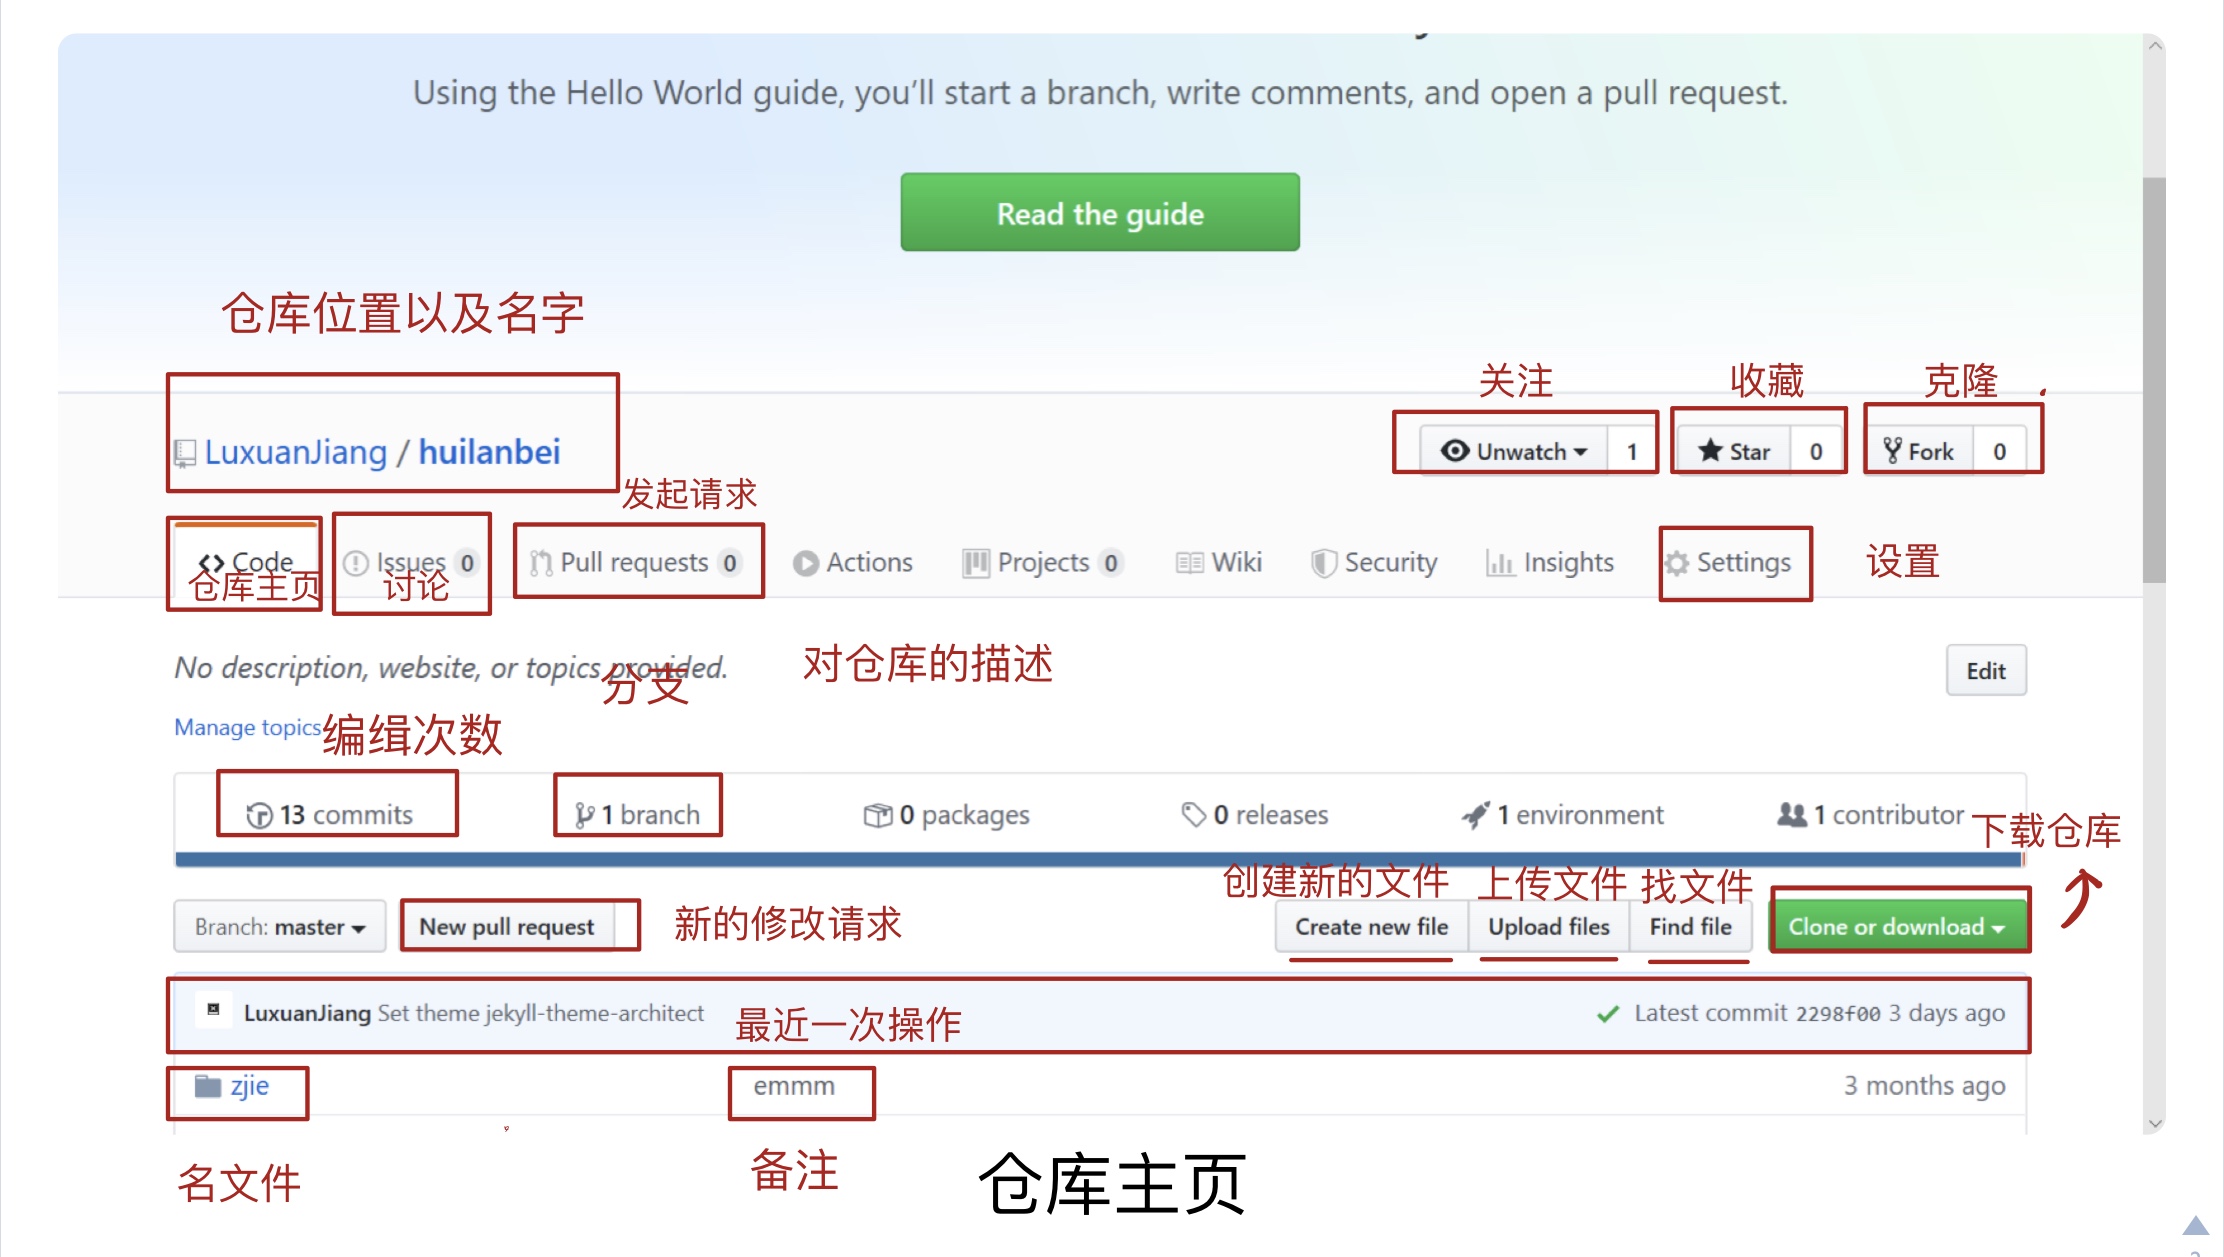 Using the Hello World guide, you’ll start a branch, write comments, and open a pull request.
Read the guide
仓库位置以及名字
关注 收藏 克隆
LuxuanJiang / huilanbei
Unwatch 1 Star 0 Fork 0
发起请求
Code Issues 0 Pull requests 0 Actions Projects 0 Wiki Security Insights Settings 设置
仓库主页 讨论
No description, website, or topics provided. 对仓库的描述 Edit
分支
Manage topics 编缉次数
13 commits 1 branch 0 packages 0 releases 1 environment 1 contributor 下载仓库
创建新的文件 上传文件 找文件
Branch: master New pull request 新的修改请求 Create new file Upload files Find file Clone or download
LuxuanJiang Set theme jekyll-theme-architect 最近一次操作 Latest commit 2298f00 3 days ago
zjie emmm 3 months ago
名文件 备注 仓库主页